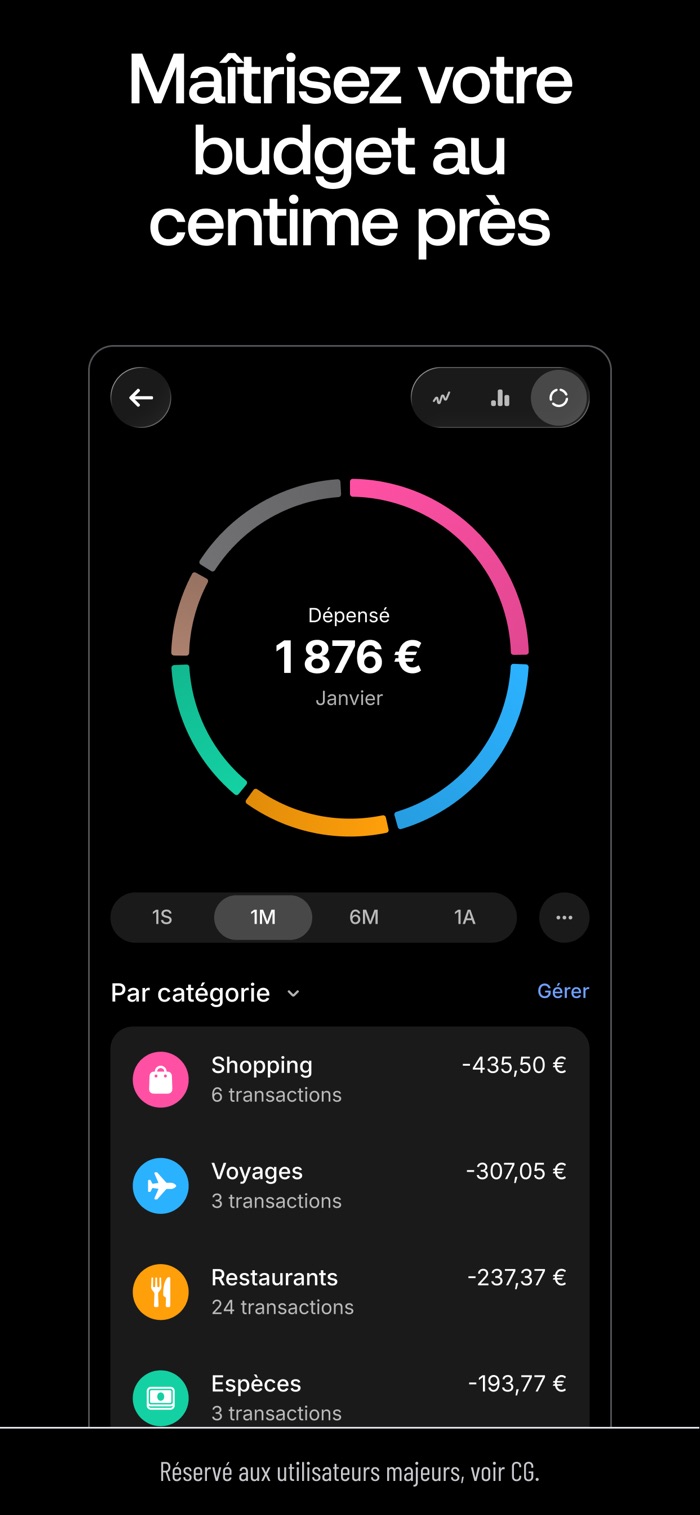 Maîtrisez votre
budget au
centime près
Dépensé
1 876 €
Janvier
1S 1M 6M 1A
Par catégorie Gérer
Shopping -435,50 €
6 transactions
Voyages -307,05 €
3 transactions
Restaurants -237,37 €
24 transactions
Espèces -193,77 €
3 transactions
Réservé aux utilisateurs majeurs, voir CG.